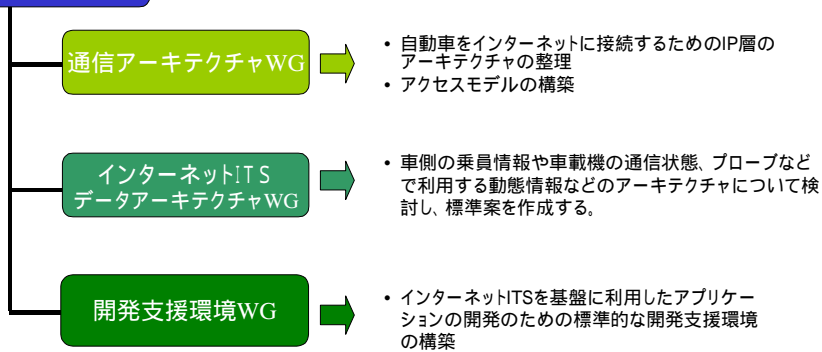 通信アーキテクチャWG
• 自動車をインターネットに接続するためのIP層の
アーキテクチャの整理
• アクセスモデルの構築
インターネットITS
データアーキテクチャWG
• 車側の乗員情報や車載機の通信状態、プローブなど
で利用する動態情報などのアーキテクチャについて検
討し、標準案を作成する。
開発支援環境WG
• インターネットITSを基盤に利用したアプリケー
ションの開発のための標準的な開発支援環境
の構築